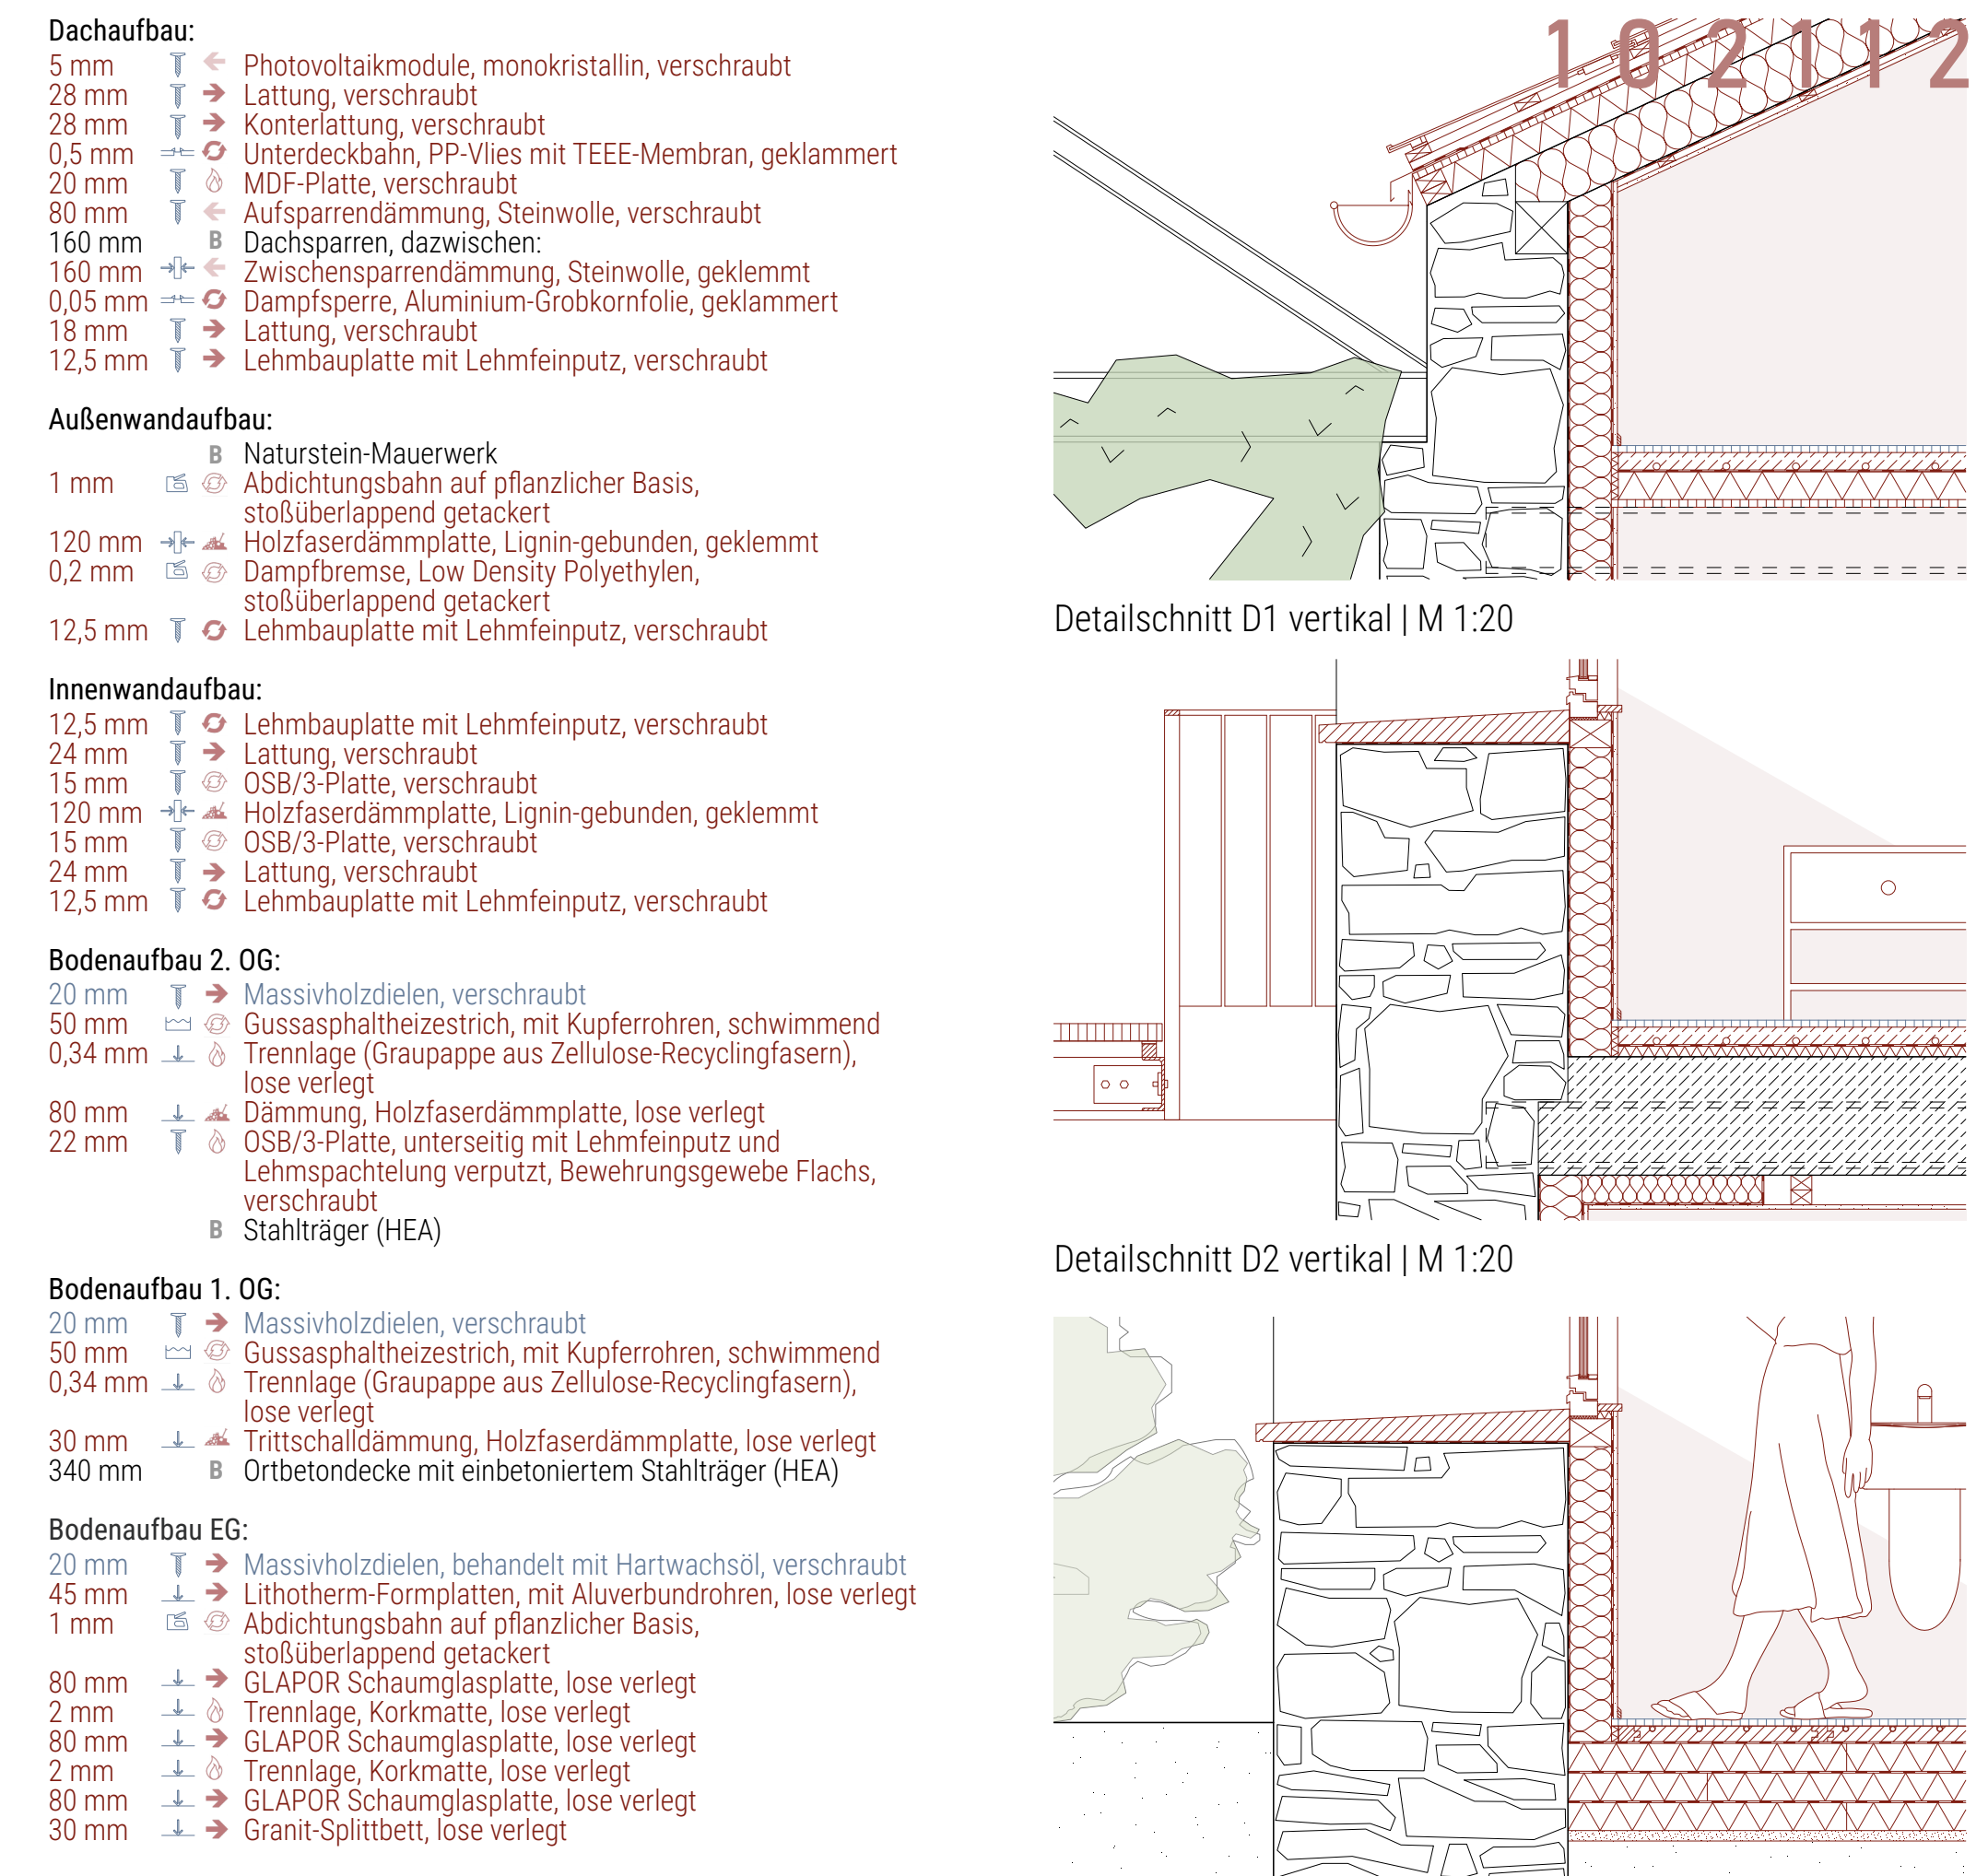 Dachaufbau:
5 mm Photovoltaikmodule, monokristallin, verschraubt
28 mm Lattung, verschraubt
28 mm Konterlattung, verschraubt
0,5 mm Unterdeckbahn, PP-Vlies mit TEEE-Membran, geklammert
20 mm MDF-Platte, verschraubt
80 mm Aufsparrendämmung, Steinwolle, verschraubt
160 mm B Dachsparren, dazwischen:
160 mm Zwischensparrendämmung, Steinwolle, geklemmt
0,05 mm Dampfsperre, Aluminium-Grobkornfolie, geklammert
18 mm Lattung, verschraubt
12,5 mm Lehmbauplatte mit Lehmfeinputz, verschraubt
Außenwandaufbau:
B Naturstein-Mauerwerk
1 mm Abdichtungsbahn auf pflanzlicher Basis,
stoßüberlappend getackert
120 mm Holzfaserdämmplatte, Lignin-gebunden, geklemmt
0,2 mm Dampfbremse, Low Density Polyethylen,
stoßüberlappend getackert
12,5 mm Lehmbauplatte mit Lehmfeinputz, verschraubt
Innenwandaufbau:
12,5 mm Lehmbauplatte mit Lehmfeinputz, verschraubt
24 mm Lattung, verschraubt
15 mm OSB/3-Platte, verschraubt
120 mm Holzfaserdämmplatte, Lignin-gebunden, geklemmt
15 mm OSB/3-Platte, verschraubt
24 mm Lattung, verschraubt
12,5 mm Lehmbauplatte mit Lehmfeinputz, verschraubt
Bodenaufbau 2. OG:
20 mm Massivholzdielen, verschraubt
50 mm Gussasphaltheizestrich, mit Kupferrohren, schwimmend
0,34 mm Trennlage (Graupappe aus Zellulose-Recyclingfasern),
lose verlegt
80 mm Dämmung, Holzfaserdämmplatte, lose verlegt
22 mm OSB/3-Platte, unterseitig mit Lehmfeinputz und
Lehmspachtelung verputzt, Bewehrungsgewebe Flachs,
verschraubt
B Stahlträger (HEA)
Bodenaufbau 1. OG:
20 mm Massivholzdielen, verschraubt
50 mm Gussasphaltheizestrich, mit Kupferrohren, schwimmend
0,34 mm Trennlage (Graupappe aus Zellulose-Recyclingfasern),
lose verlegt
30 mm Trittschalldämmung, Holzfaserdämmplatte, lose verlegt
340 mm B Ortbetondecke mit einbetoniertem Stahlträger (HEA)
Bodenaufbau EG:
20 mm Massivholzdielen, behandelt mit Hartwachsöl, verschraubt
45 mm Lithotherm-Formplatten, mit Aluverbundrohren, lose verlegt
1 mm Abdichtungsbahn auf pflanzlicher Basis,
stoßüberlappend getackert
80 mm GLAPOR Schaumglasplatte, lose verlegt
2 mm Trennlage, Korkmatte, lose verlegt
80 mm GLAPOR Schaumglasplatte, lose verlegt
2 mm Trennlage, Korkmatte, lose verlegt
80 mm GLAPOR Schaumglasplatte, lose verlegt
30 mm Granit-Splittbett, lose verlegt
102112
Detailschnitt D1 vertikal | M 1:20
Detailschnitt D2 vertikal | M 1:20